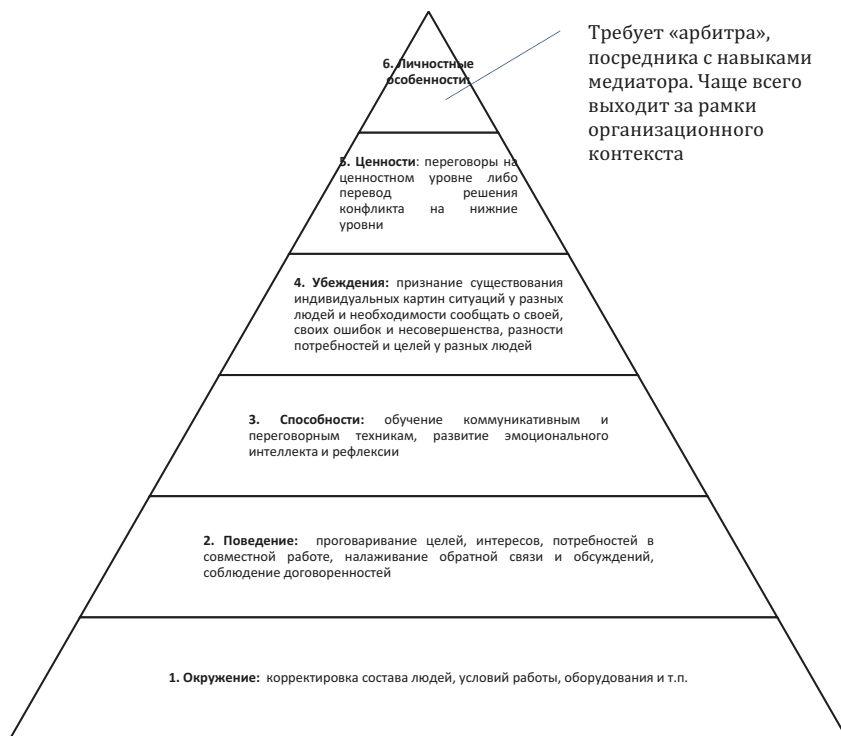 6. Личностные
особенности:
Требует «арбитра»,
посредника с навыками
медиатора. Чаще всего
выходит за рамки
организационного
контекста
5. Ценности: переговоры на
ценностном уровне либо
перевод решения
конфликта на нижние
уровни
4. Убеждения: признание существования
индивидуальных картин ситуаций у разных
людей и необходимости сообщать о своей,
своих ошибок и несовершенства, разности
потребностей и целей у разных людей
3. Способности: обучение коммуникативным и
переговорным техникам, развитие эмоционального
интеллекта и рефлексии
2. Поведение: проговаривание целей, интересов, потребностей в
совместной работе, налаживание обратной связи и обсуждений,
соблюдение договоренностей
1. Окружение: корректировка состава людей, условий работы, оборудования и т.п.